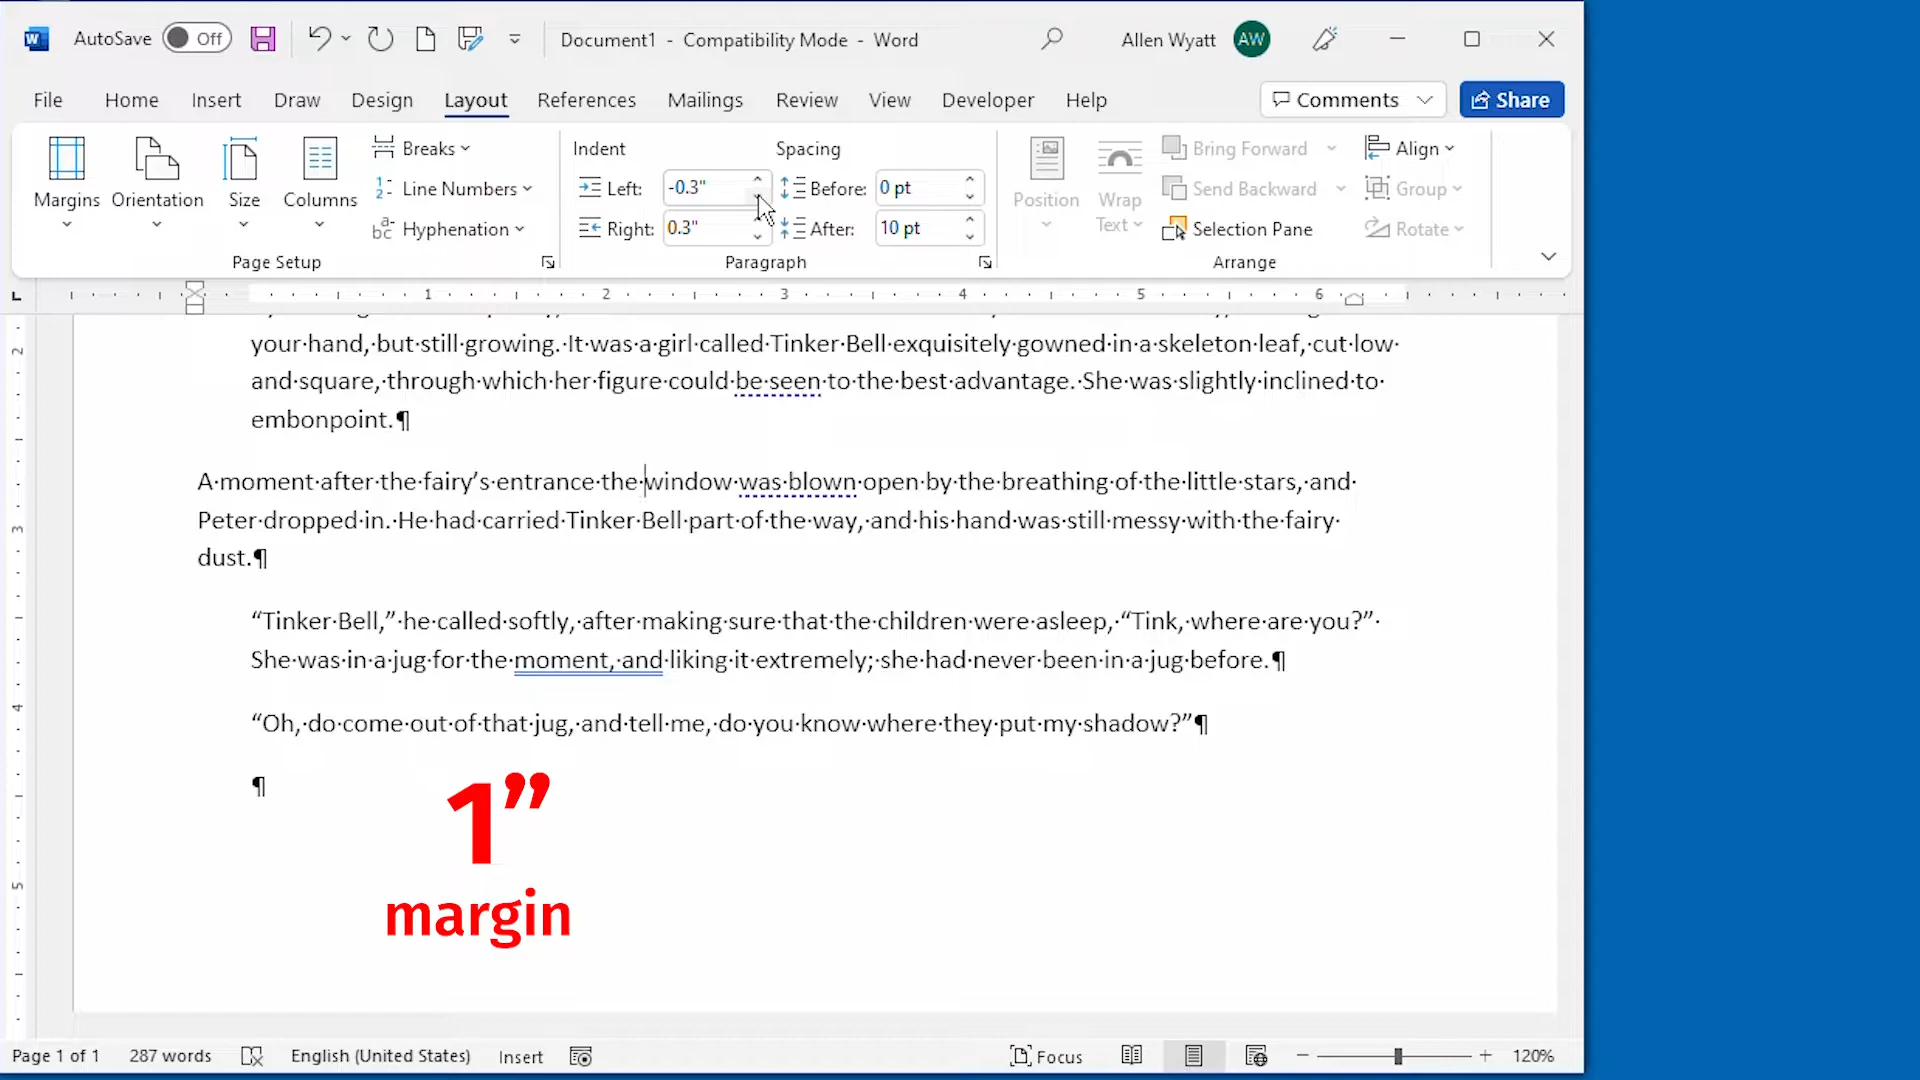 AutoSave Off Document1 - Compatibility Mode - Word Allen Wyatt AW
File Home Insert Draw Design Layout References Mailings Review View Developer Help Comments Share
Margins Orientation Size Columns
Breaks
Line Numbers
Hyphenation
Page Setup
Indent Spacing
Left: -0.3" Before: 0 pt
Right: 0.3" After: 10 pt
Paragraph
Position Wrap Text
Bring Forward
Send Backward
Selection Pane
Align
Group
Rotate
Arrange
1 2 3 4 5 6
your·hand,·but·still·growing.·It·was·a·girl·called·Tinker·Bell·exquisitely·gowned·in·a·skeleton·leaf,·cut·low·
and·square,·through·which·her·figure·could·be·seen·to·the·best·advantage.·She·was·slightly·inclined·to·
embonpoint.¶
A·moment·after·the·fairy’s·entrance·the·window·was·blown·open·by·the·breathing·of·the·little·stars,·and·
Peter·dropped·in.·He·had·carried·Tinker·Bell·part·of·the·way,·and·his·hand·was·still·messy·with·the·fairy·
dust.¶
“Tinker·Bell,”·he·called·softly,·after·making·sure·that·the·children·were·asleep,·“Tink,·where·are·you?”·
She·was·in·a·jug·for·the·moment,·and·liking·it·extremely;·she·had·never·been·in·a·jug·before.¶
“Oh,·do·come·out·of·that·jug,·and·tell·me,·do·you·know·where·they·put·my·shadow?”¶
¶
1”
margin
2
3
4
5
Page 1 of 1 287 words English (United States) Insert Focus 120%